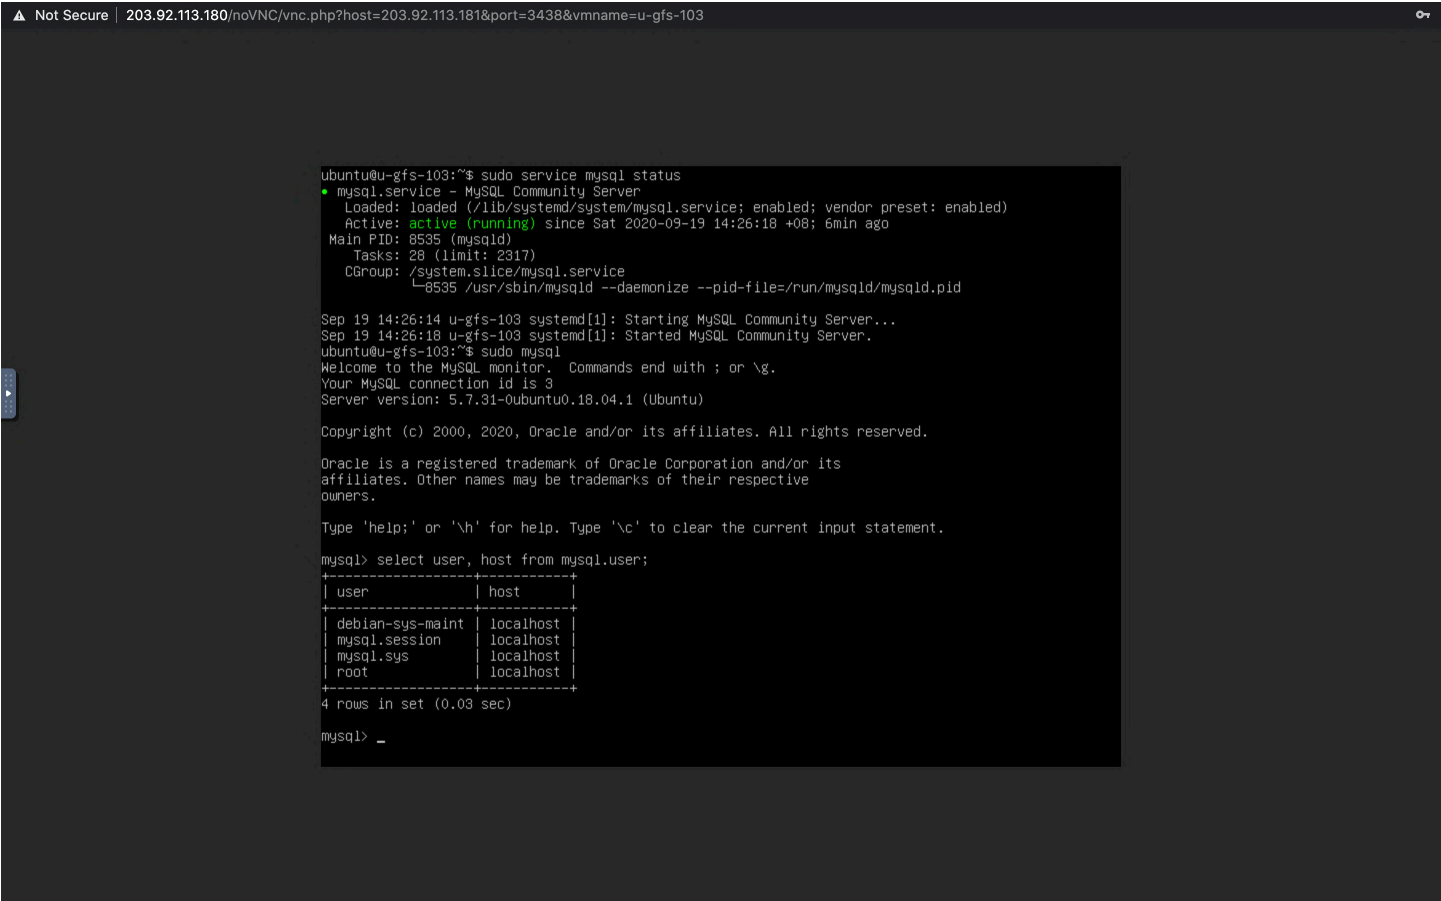 Not Secure | 203.92.113.180/noVNC/vnc.php?host=203.92.113.181&port=3438&vmname=u-gfs-103
ubuntu@u-gfs-103:~$ sudo service mysql status
● mysql.service - MySQL Community Server
   Loaded: loaded (/lib/systemd/system/mysql.service; enabled; vendor preset: enabled)
   Active: active (running) since Sat 2020-09-19 14:26:18 +08; 6min ago
 Main PID: 8535 (mysqld)
    Tasks: 28 (limit: 2317)
   CGroup: /system.slice/mysql.service
           └─8535 /usr/sbin/mysqld --daemonize --pid-file=/run/mysqld/mysqld.pid
Sep 19 14:26:14 u-gfs-103 systemd[1]: Starting MySQL Community Server...
Sep 19 14:26:18 u-gfs-103 systemd[1]: Started MySQL Community Server.
ubuntu@u-gfs-103:~$ sudo mysql
Welcome to the MySQL monitor.  Commands end with ; or \g.
Your MySQL connection id is 3
Server version: 5.7.31-0ubuntu0.18.04.1 (Ubuntu)
Copyright (c) 2000, 2020, Oracle and/or its affiliates. All rights reserved.
Oracle is a registered trademark of Oracle Corporation and/or its
affiliates. Other names may be trademarks of their respective
owners.
Type 'help;' or '\h' for help. Type '\c' to clear the current input statement.
mysql> select user, host from mysql.user;
+------------------+-----------+
| user             | host      |
+------------------+-----------+
| debian-sys-maint | localhost |
| mysql.session    | localhost |
| mysql.sys        | localhost |
| root             | localhost |
+------------------+-----------+
4 rows in set (0.03 sec)
mysql> _